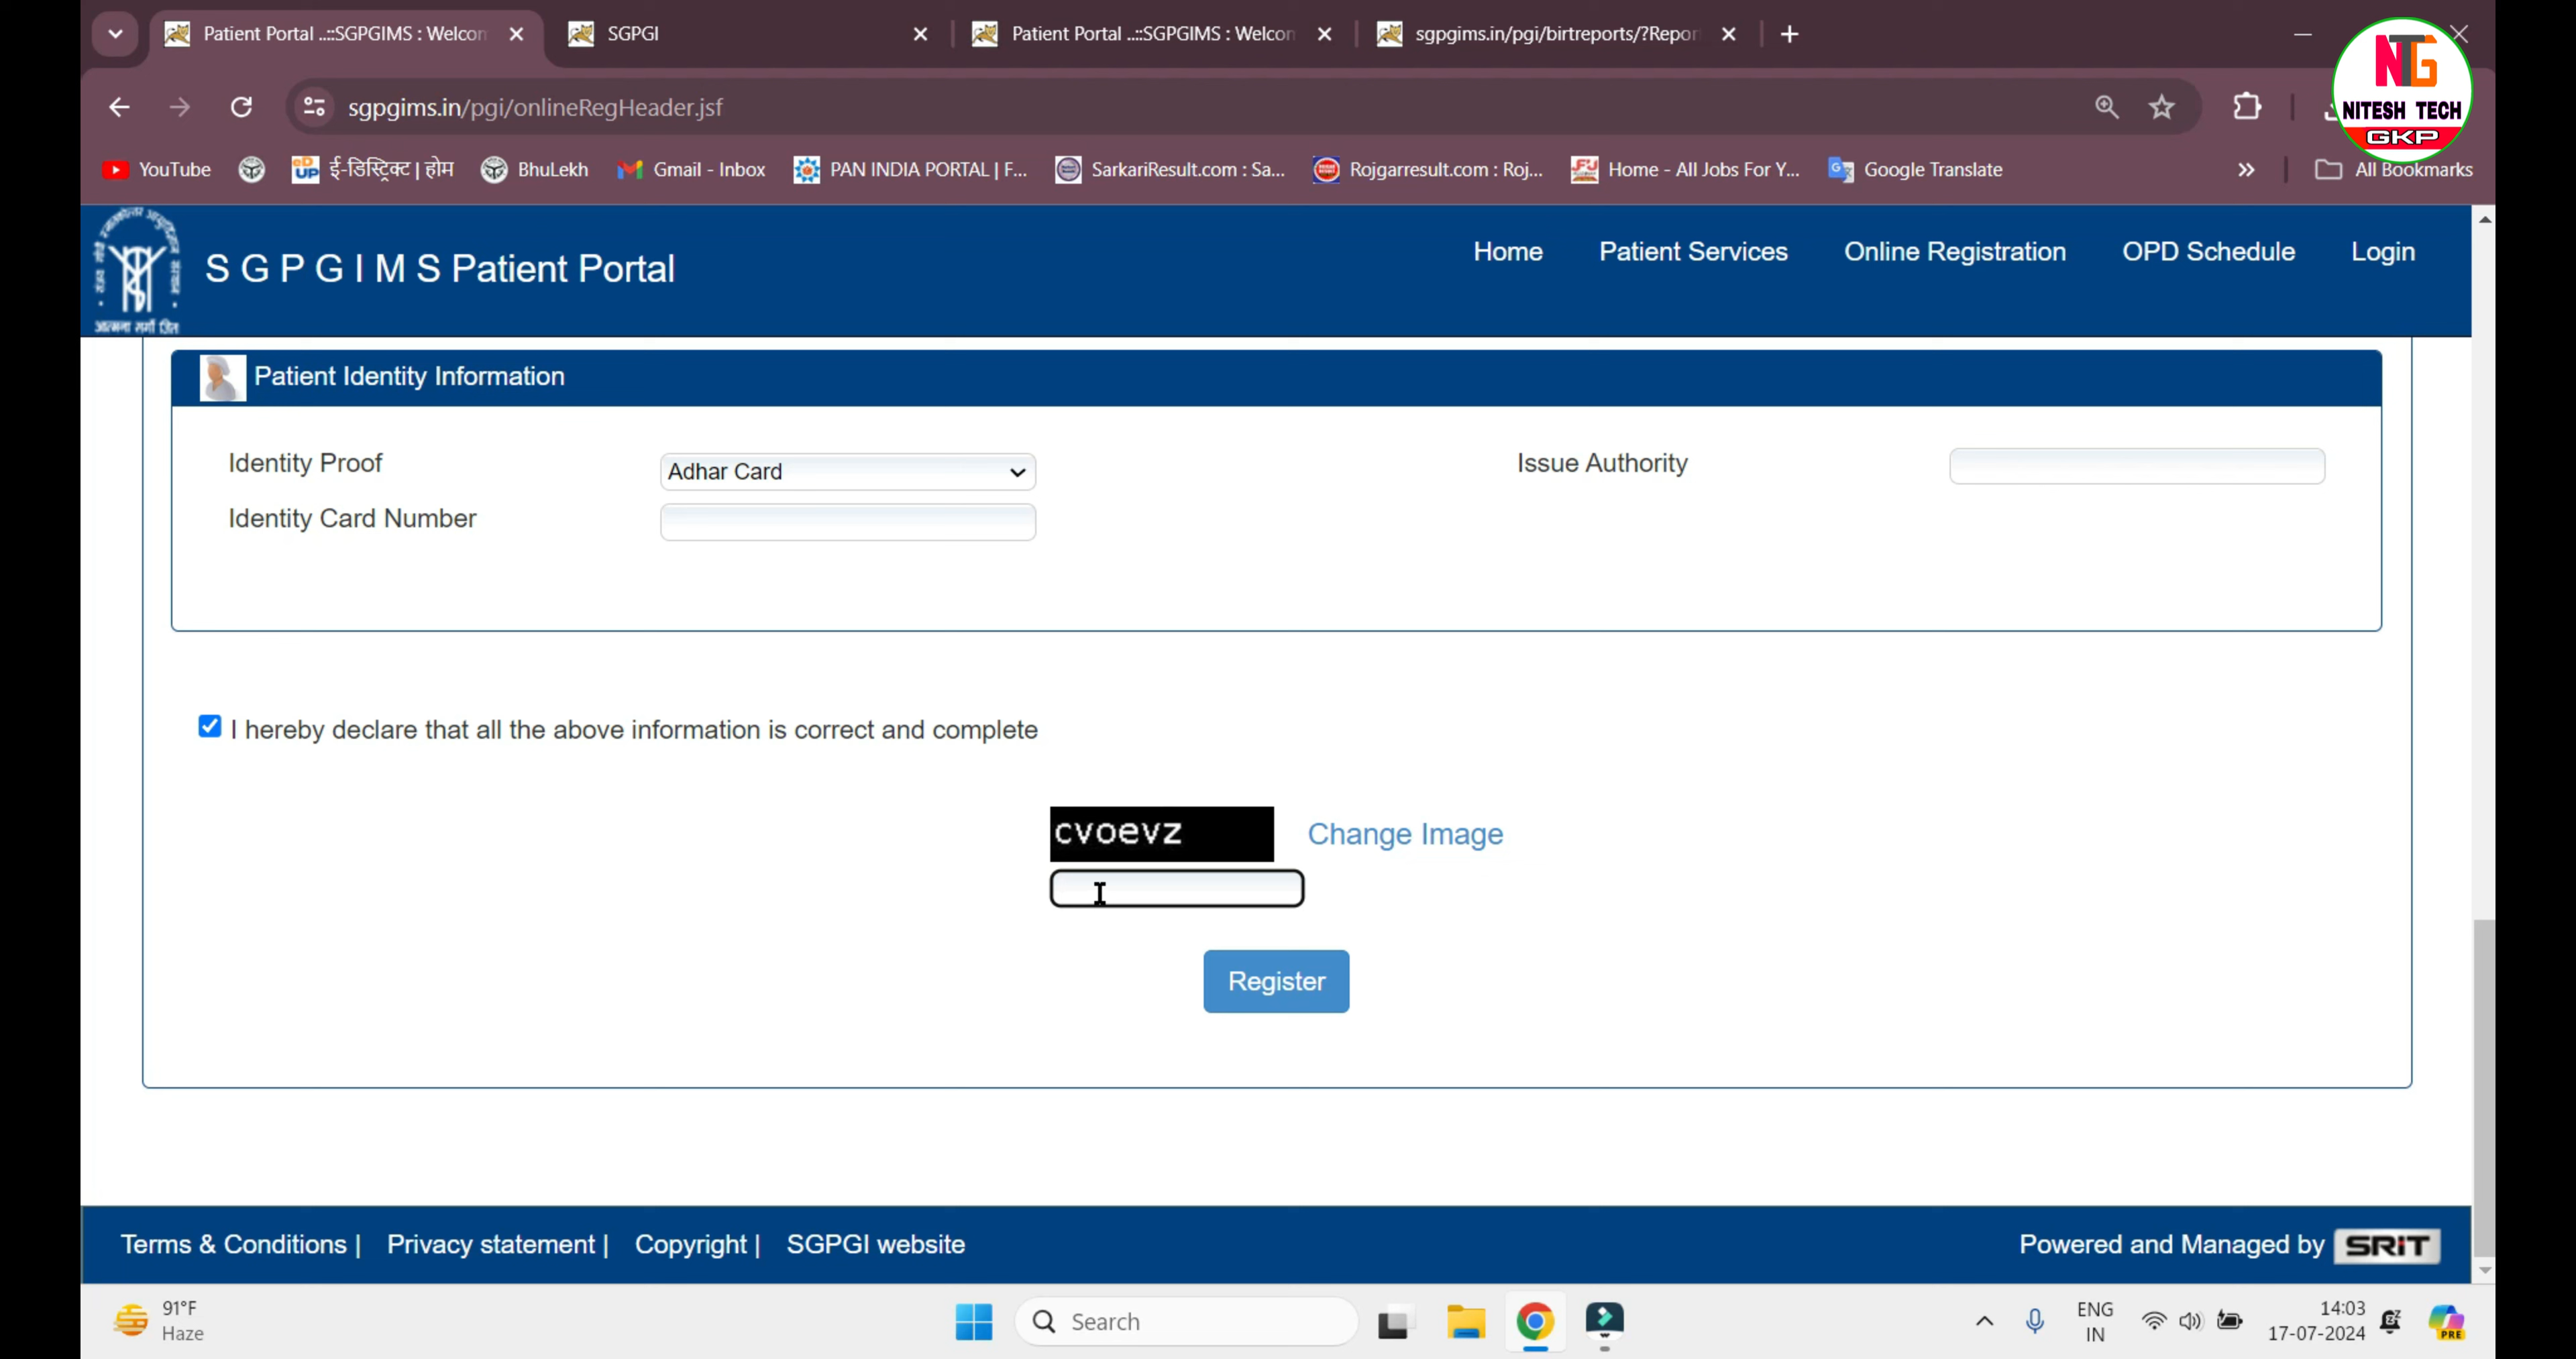 Patient Portal ..::SGPGIMS : Welcon
SGPGI
Patient Portal ..::SGPGIMS : Welcon
sgpgims.in/pgi/birtreports/?Repor
NTG
NITESH TECH
GKP
sgpgims.in/pgi/onlineRegHeader.jsf
YouTube
eD UP
ई-डिस्ट्रिक्ट | होम
BhuLekh
Gmail - Inbox
PAN INDIA PORTAL | F...
SarkariResult.com : Sa...
Rojgarresult.com : Roj...
Home - All Jobs For Y...
Google Translate
All Bookmarks
S G P G I M S Patient Portal
Home
Patient Services
Online Registration
OPD Schedule
Login
Patient Identity Information
Identity Proof
Adhar Card
Issue Authority
Identity Card Number
I hereby declare that all the above information is correct and complete
cvoevz
Change Image
Register
Terms & Conditions |
Privacy statement |
Copyright |
SGPGI website
Powered and Managed by SRIT
91°F
Haze
Search
ENG
IN
14:03
17-07-2024
PRE